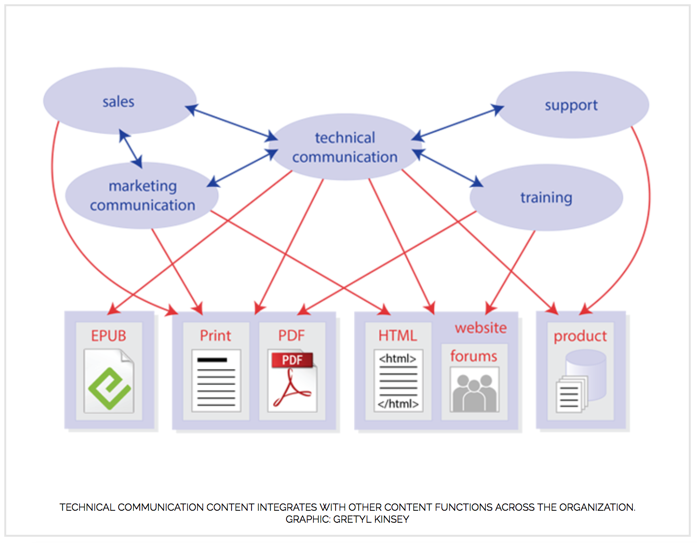 sales
support
technical
communication
marketing
communication
training
EPUB
Print
PDF
HTML
website
product
forums
PDF
<html>
</html>
TECHNICAL COMMUNICATION CONTENT INTEGRATES WITH OTHER CONTENT FUNCTIONS ACROSS THE ORGANIZATION.
GRAPHIC: GRETYL KINSEY